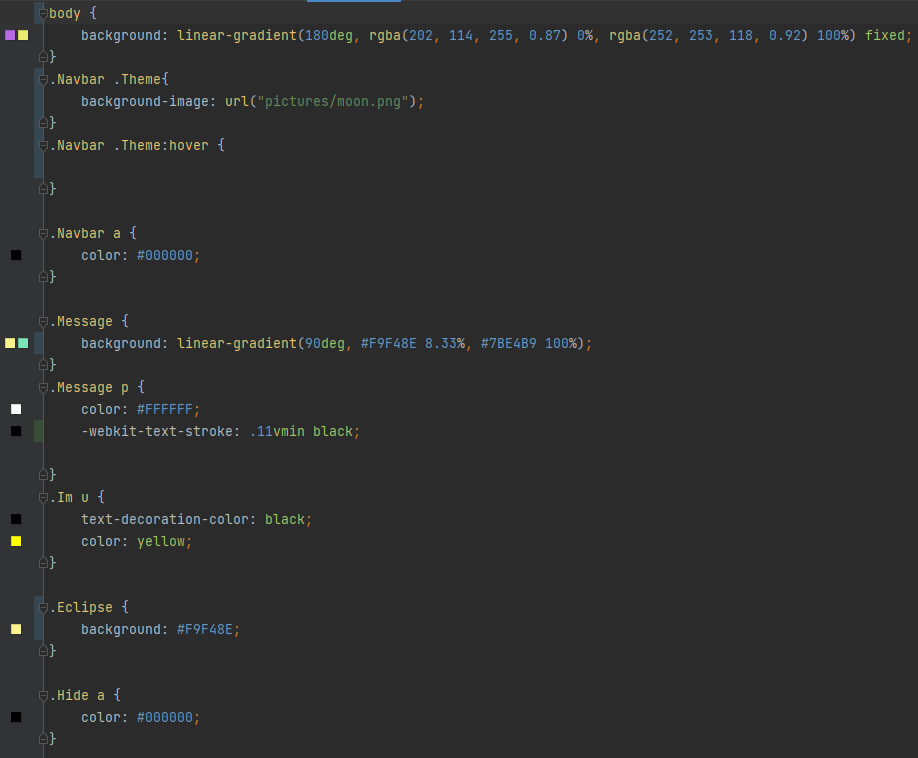 body {
    background: linear-gradient(180deg, rgba(202, 114, 255, 0.87) 0%, rgba(252, 253, 118, 0.92) 100%) fixed;
}
.Navbar .Theme{
    background-image: url("pictures/moon.png");
}
.Navbar .Theme:hover {
}
.Navbar a {
    color: #000000;
}
.Message {
    background: linear-gradient(90deg, #F9F48E 8.33%, #7BE4B9 100%);
}
.Message p {
    color: #FFFFFF;
    -webkit-text-stroke: .11vmin black;
}
.Im u {
    text-decoration-color: black;
    color: yellow;
}
.Eclipse {
    background: #F9F48E;
}
.Hide a {
    color: #000000;
}